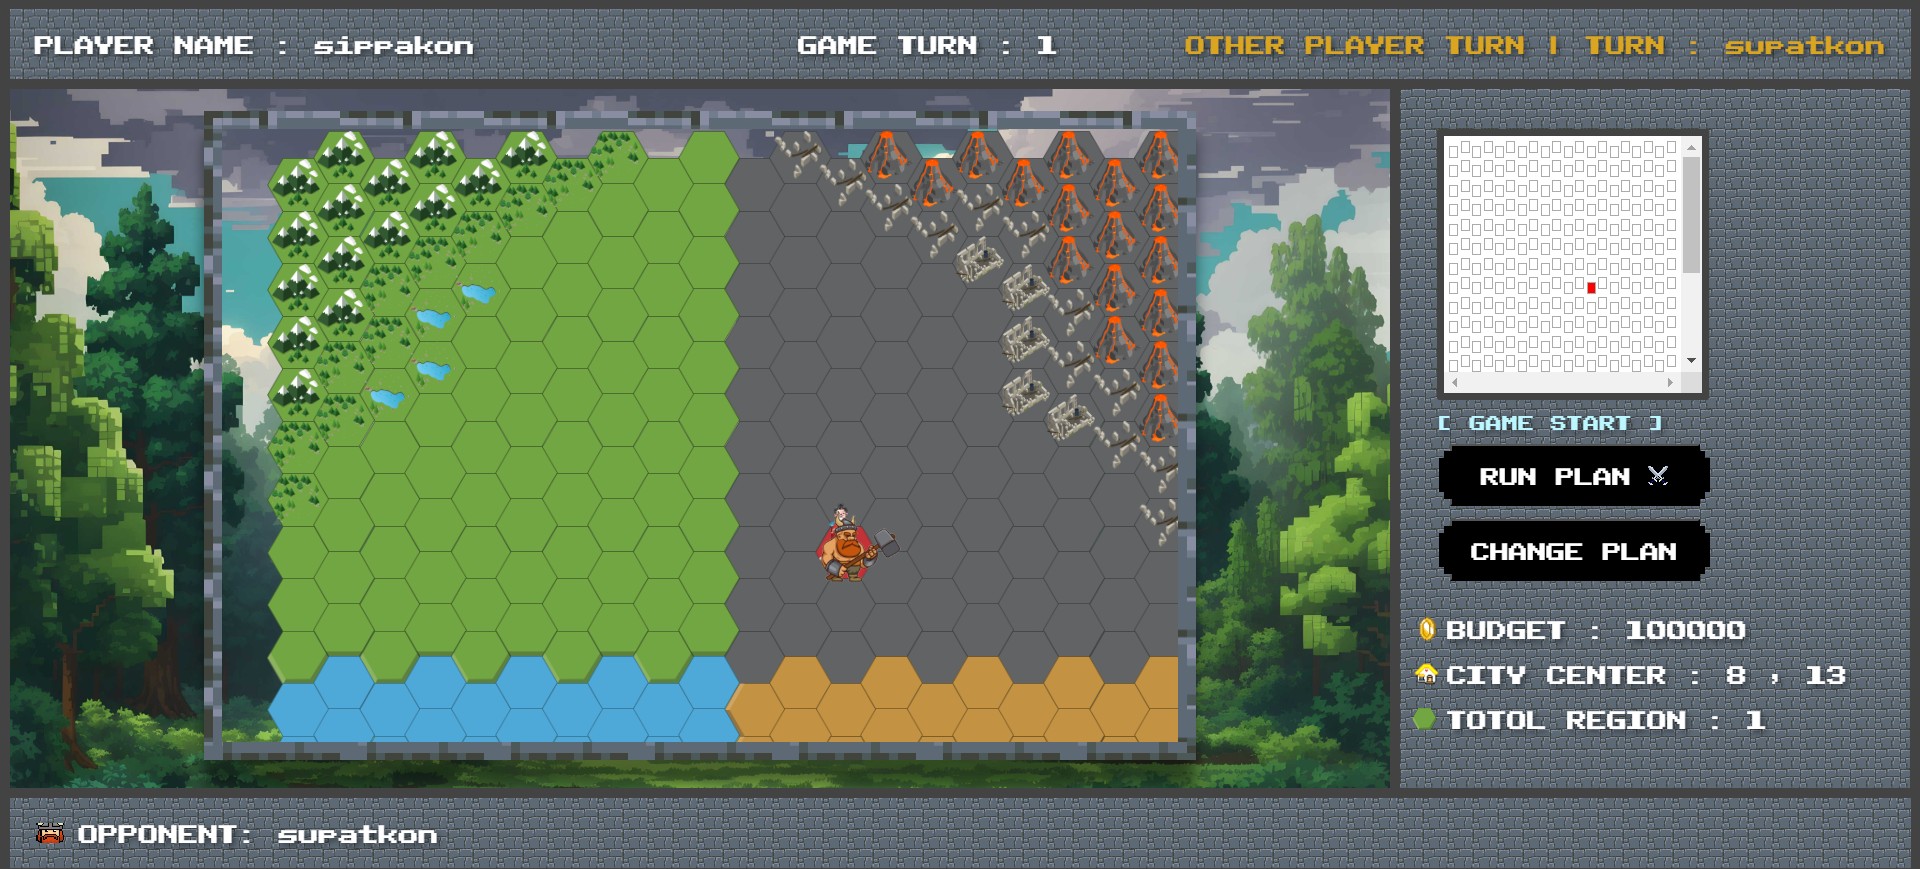 PLAYER NAME : sippakon
GAME TURN : 1
OTHER PLAYER TURN | TURN : supatkon
[ GAME START ]
RUN PLAN
CHANGE PLAN
BUDGET : 100000
CITY CENTER : 8 , 13
TOTOL REGION : 1
OPPONENT: supatkon